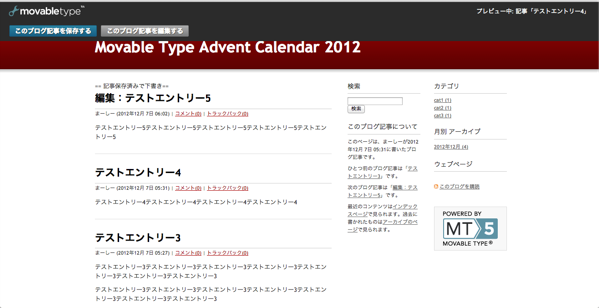 movabletype™
プレビュー中: 記事「テストエントリー4」
このブログ記事を保存する このブログ記事を編集する
Movable Type Advent Calendar 2012
== 記事保存済みで下書き==
編集：テストエントリー5
まーしー (2012年12月 7日 06:02) | コメント(0) | トラックバック(0)
テストエントリー5テストエントリー5テストエントリー5テストエントリー5テストエント
リー5
テストエントリー4
まーしー (2012年12月 7日 05:31) | コメント(0) | トラックバック(0)
テストエントリー4テストエントリー4テストエントリー4テストエントリー4
テストエントリー3
まーしー (2012年12月 7日 05:27) | コメント(0) | トラックバック(0)
テストエントリー3テストエントリー3テストエントリー3テストエントリー3テストエン
トリー3テストエントリー3テストエントリー3
テストエントリー3テストエントリー3テストエントリー3テストエントリー3テストエン
トリー3テストエントリー3テストエントリー3
検索
検索
このブログ記事について
このページは、まーしーが2012
年12月 7日 05:31に書いたブロ
グ記事です。
ひとつ前のブログ記事は「テ
ストエントリー3」です。
次のブログ記事は「編集：テス
トエントリー5」です。
最近のコンテンツはインデック
スページで見られます。過去に
書かれたものはアーカイブのペ
ージで見られます。
カテゴリ
cat1 (1)
cat2 (1)
cat3 (1)
月別 アーカイブ
2012年12月 (4)
ウェブページ
このブログを購読
POWERED BY
MT 5
MOVABLE TYPE®